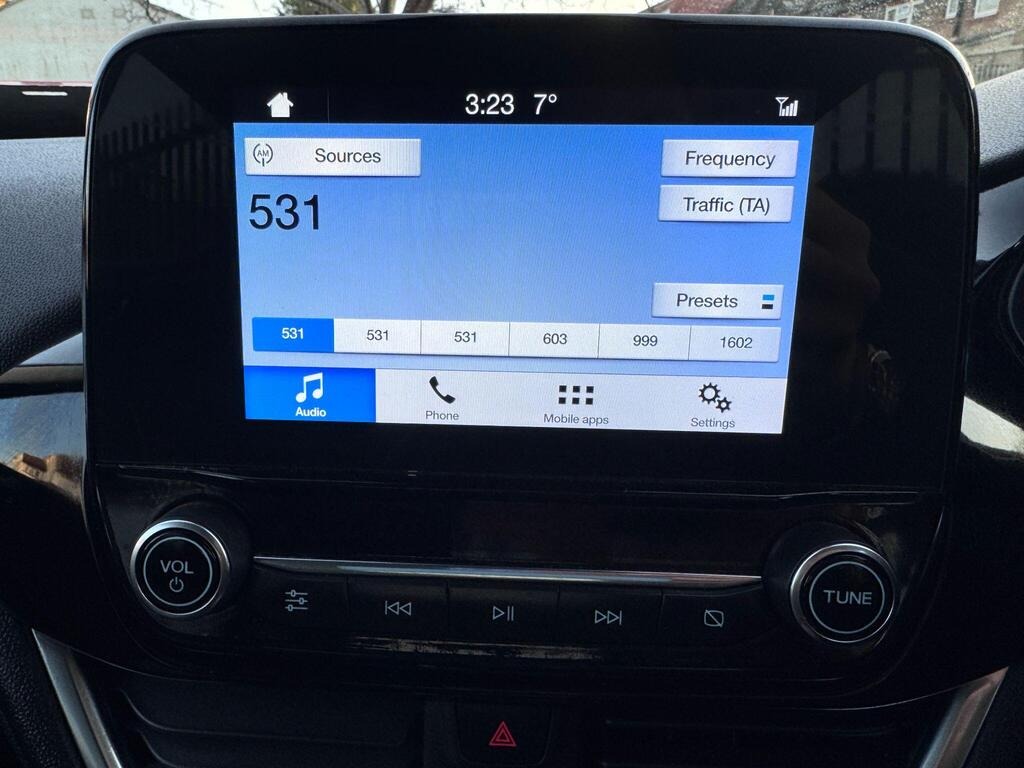 3:23 7°
AM Sources
Frequency
531
Traffic (TA)
Presets
531 531 531 603 999 1602
Audio Phone Mobile apps Settings
VOL
TUNE